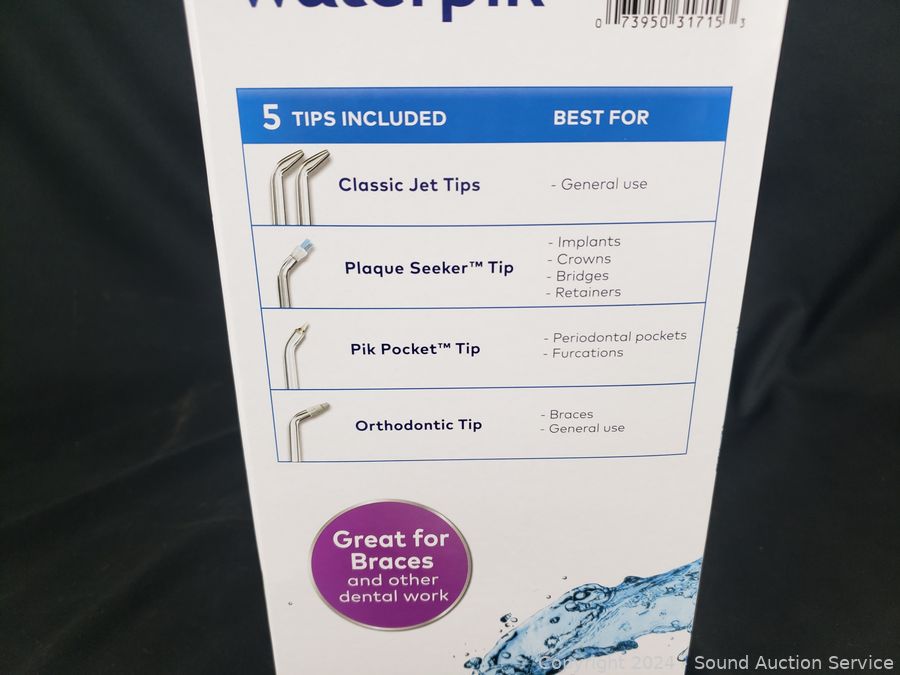 waterpik
0 73950 31715 3
5 TIPS INCLUDED BEST FOR
Classic Jet Tips - General use
Plaque Seeker™ Tip
- Implants
- Crowns
- Bridges
- Retainers
Pik Pocket™ Tip
- Periodontal pockets
- Furcations
Orthodontic Tip
- Braces
- General use
Great for
Braces
and other
dental work
Copyright 2024 - Sound Auction Service